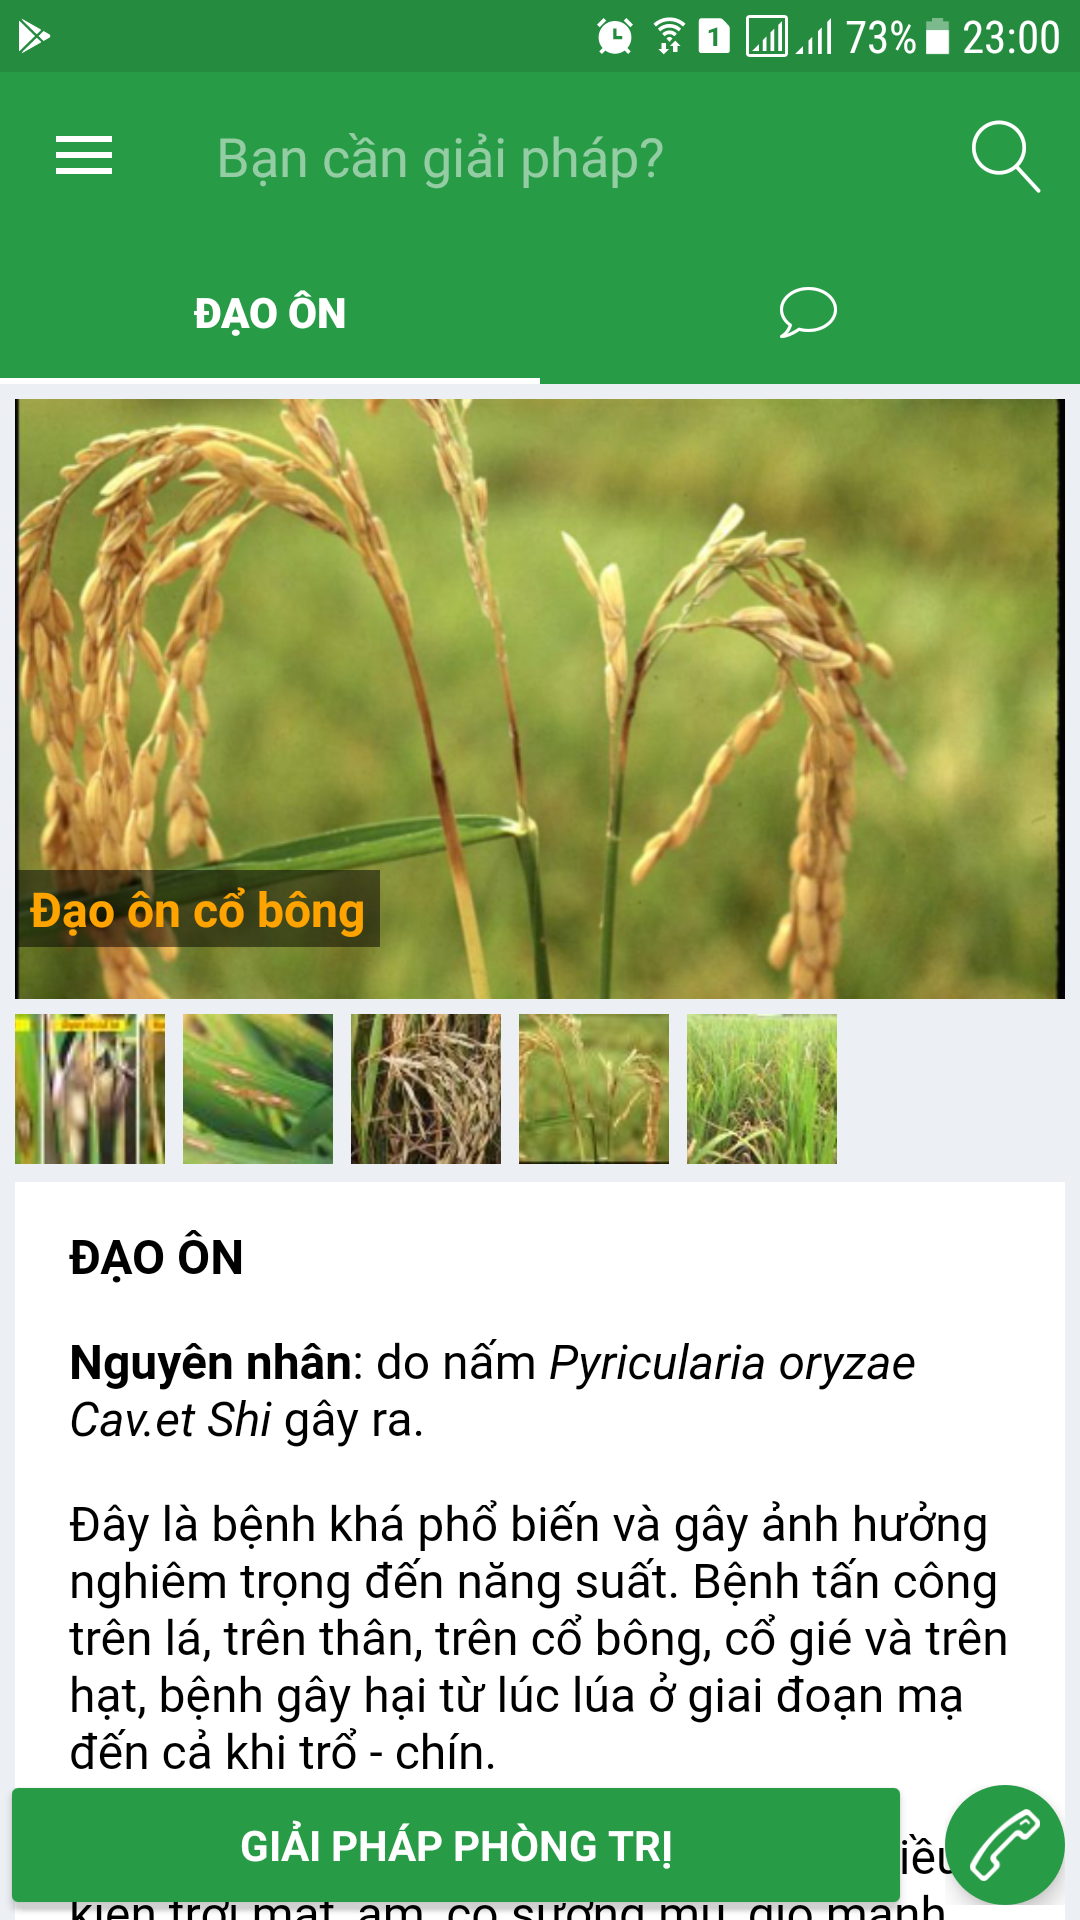 1
73%
23:00
Bạn cần giải pháp?
ĐẠO ÔN
Đạo ôn cổ bông
ĐẠO ÔN
Nguyên nhân: do nấm Pyricularia oryzae
Cav.et Shi gây ra.
Đây là bệnh khá phổ biến và gây ảnh hưởng
nghiêm trọng đến năng suất. Bệnh tấn công
trên lá, trên thân, trên cổ bông, cổ gié và trên
hạt, bệnh gây hại từ lúc lúa ở giai đoạn mạ
đến cả khi trổ - chín.
GIẢI PHÁP PHÒNG TRỊ
kiện trời mát, ẩm, có sương mù, gió mạnh